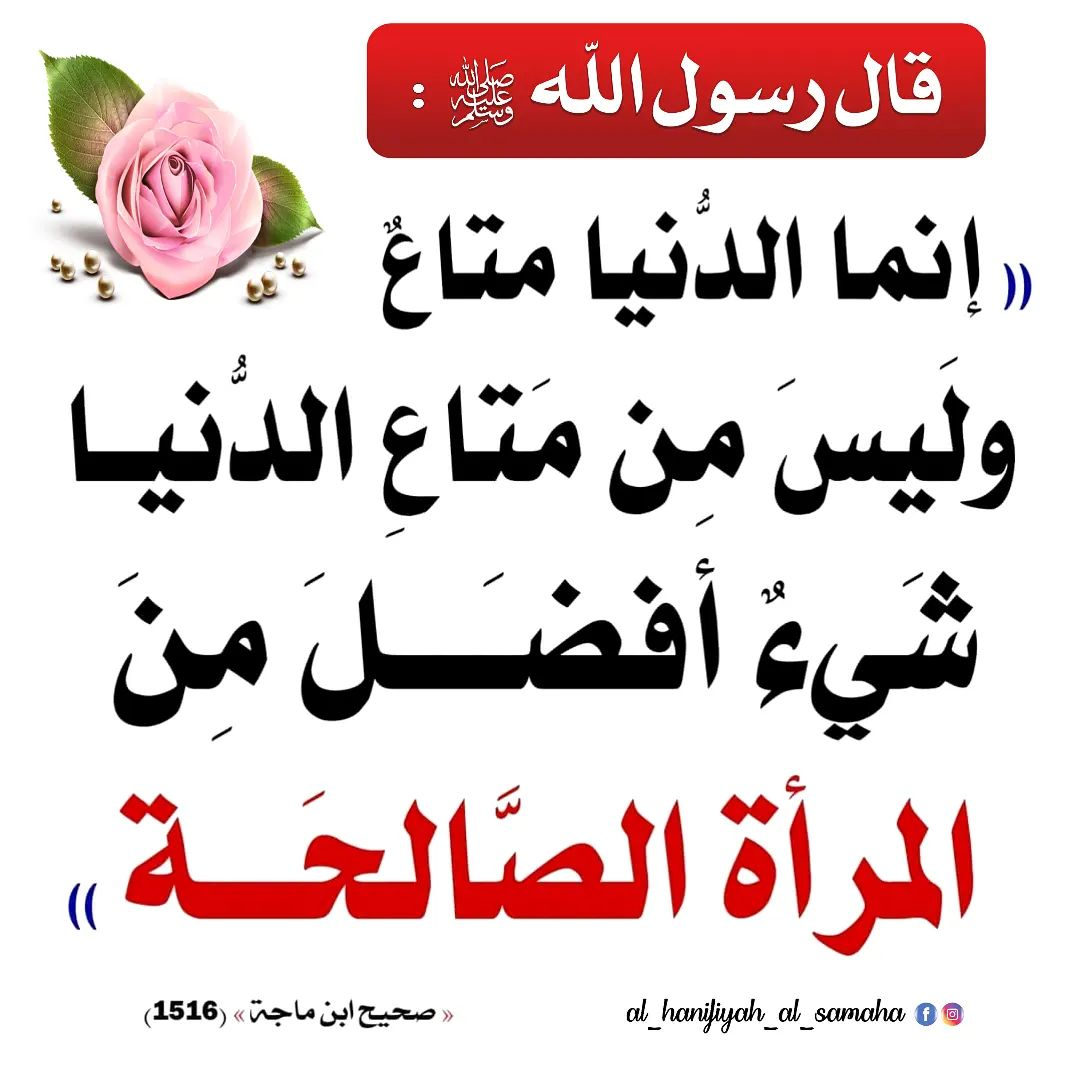 قال رسول الله ﷺ :
(( إنما الدُّنيا متاعٌ
ولَيسَ مِن مَتاعِ الدُّنيـا
شَيءٌ أفضَـــلَ مِنَ
المرأة الصَّالحَـــة ))
« صحيح ابن ماجة » (1516)
al_hanifiyah_al_samaha